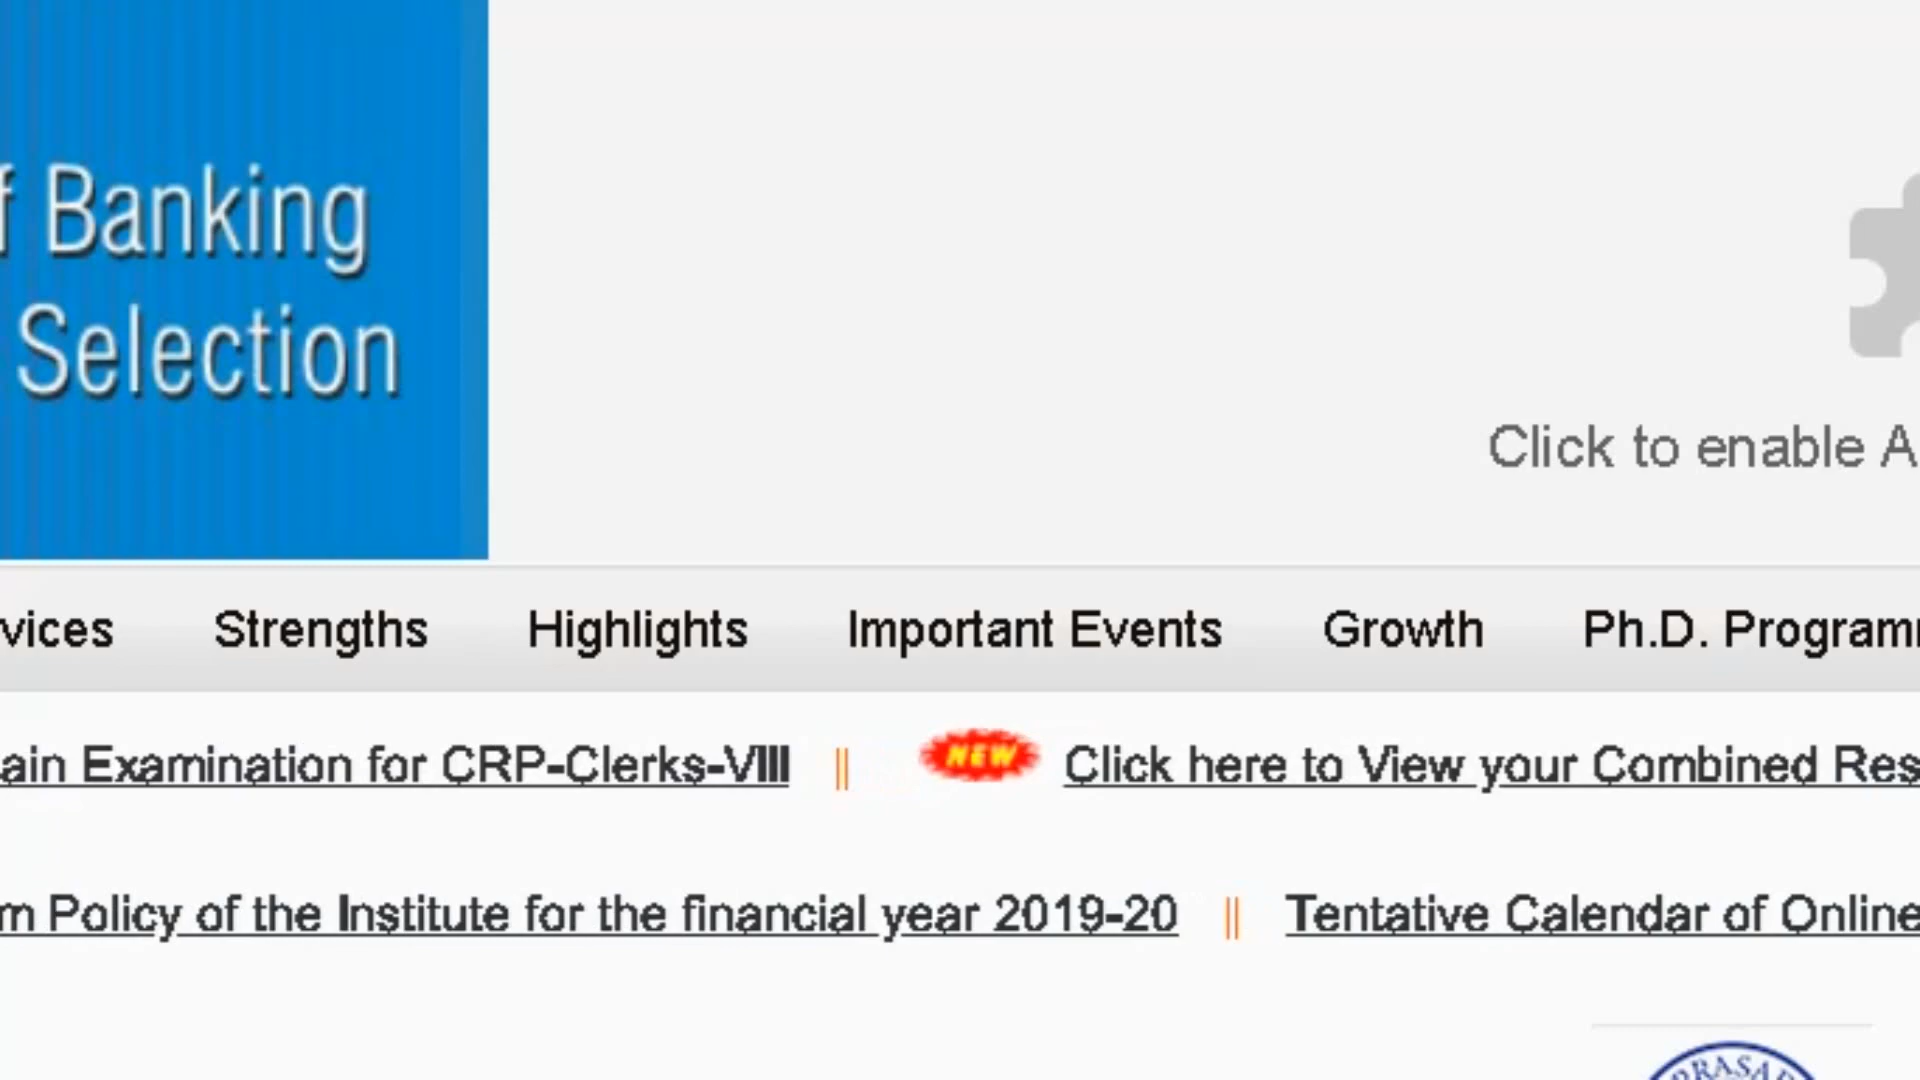 f Banking
Selection
Click to enable A
vices Strengths Highlights Important Events Growth Ph.D. Program
ain Examination for CRP-Clerks-VIII || NEW Click here to View your Combined Res
m Policy of the Institute for the financial year 2019-20 || Tentative Calendar of Online